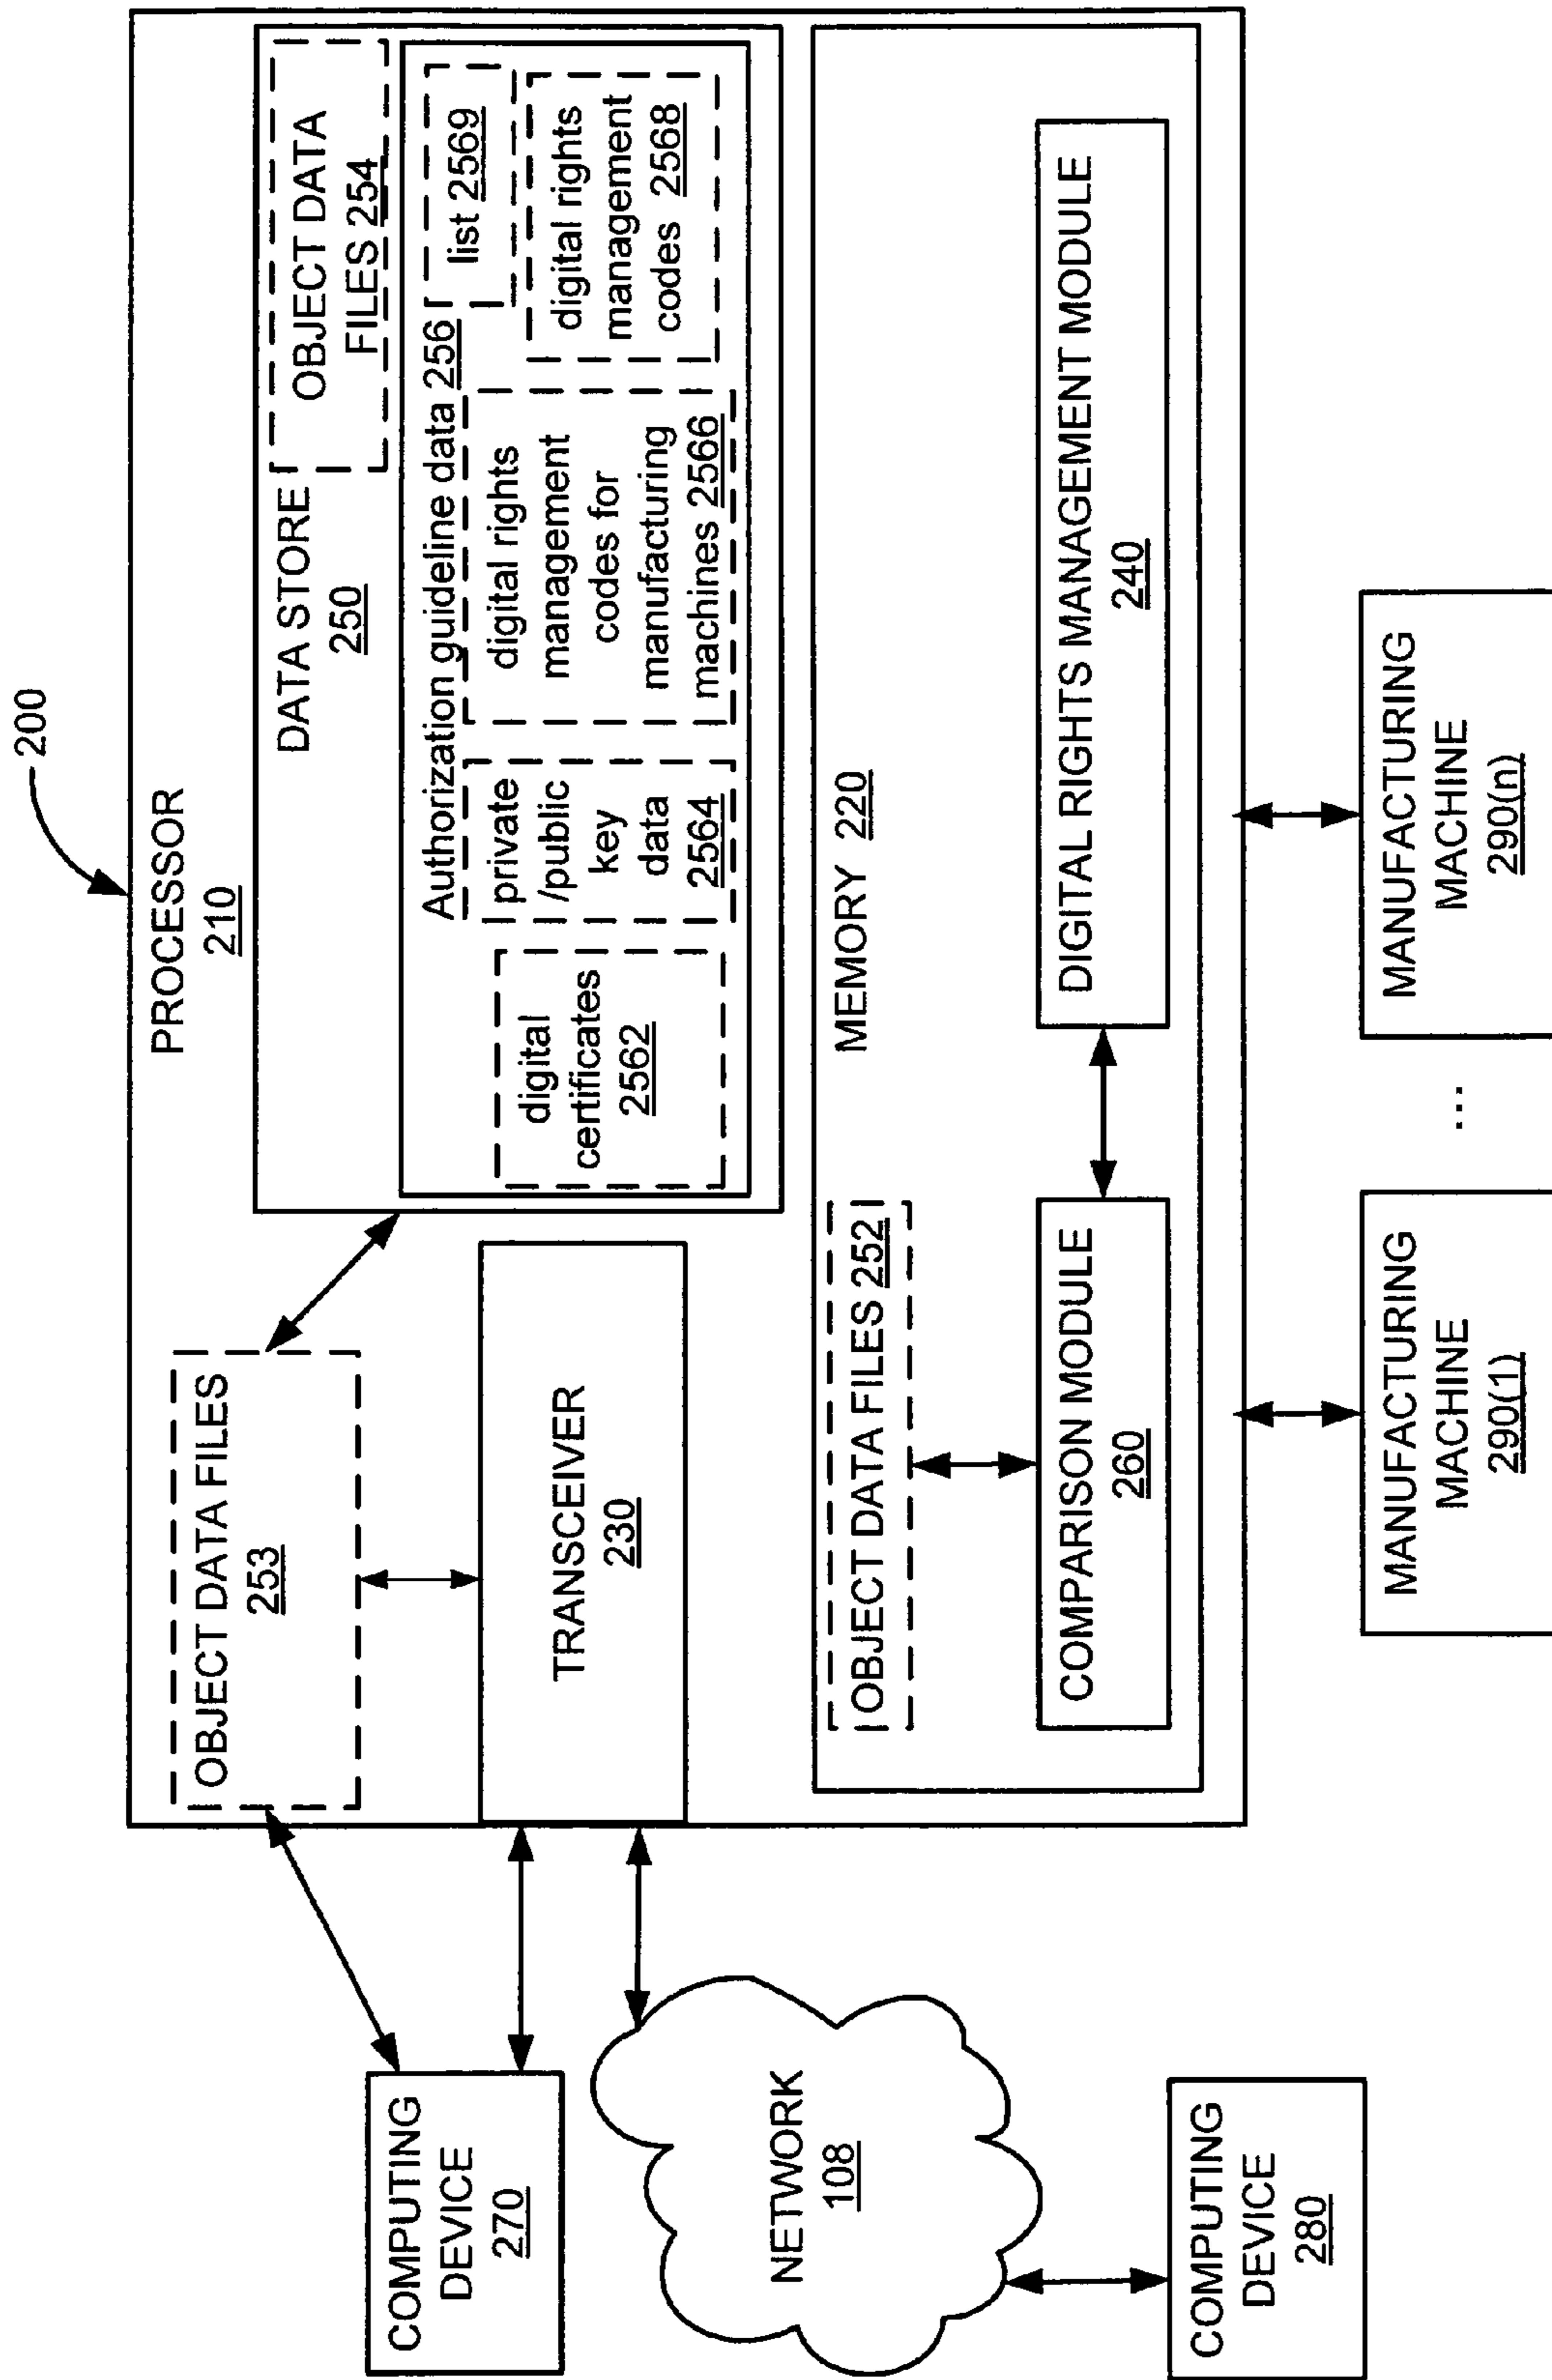 200
PROCESSOR
210
DATA STORE
250
OBJECT DATA
FILES 254
Authorization guideline data 256
list 2569
digital
certificates
2562
private
/public
key
data
2564
digital rights
management
codes for
manufacturing
machines 2566
digital rights
management
codes 2568
OBJECT DATA FILES
253
TRANSCEIVER
230
MEMORY 220
OBJECT DATA FILES 252
COMPARISON MODULE
260
DIGITAL RIGHTS MANAGEMENT MODULE
240
COMPUTING
DEVICE
270
NETWORK
108
COMPUTING
DEVICE
280
MANUFACTURING
MACHINE
290(1)
...
MANUFACTURING
MACHINE
290(n)